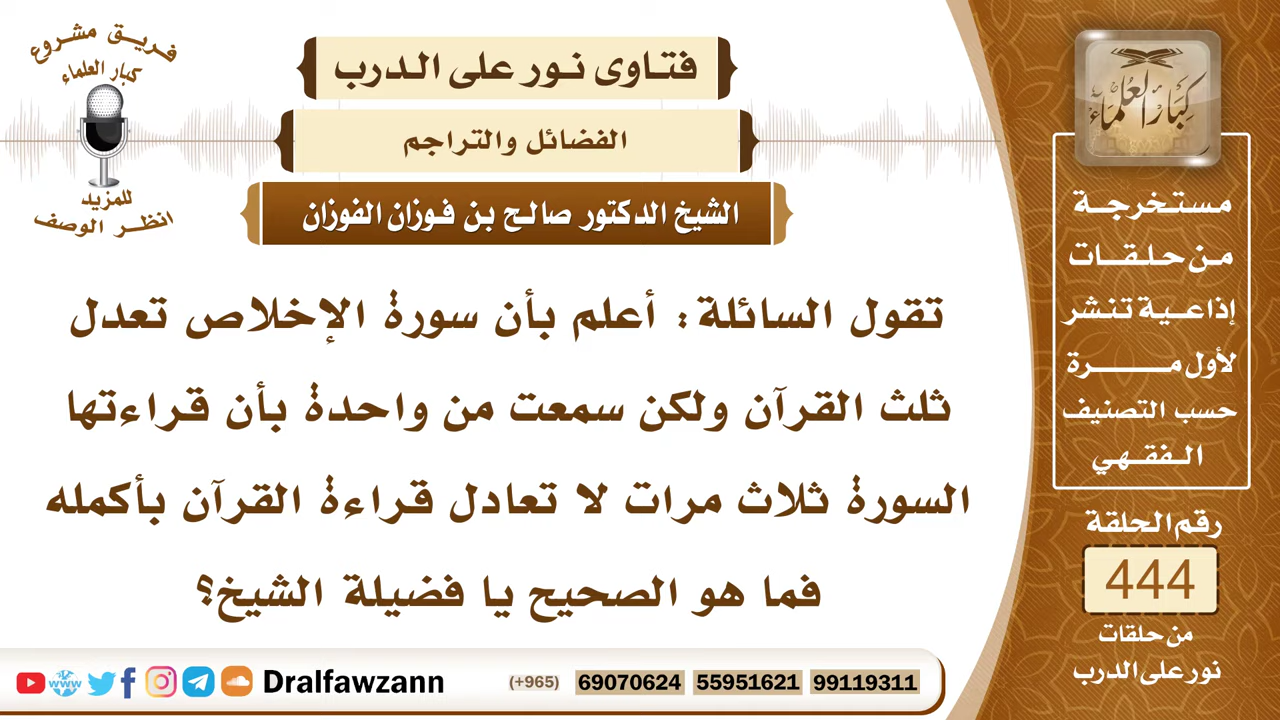 فتاوى نور على الدرب
الفضائل والتراجم
الشيخ الدكتور صالح بن فوزان الفوزان
فريق مشروع
كبار العلماء
للمزيد
انظر الوصف
تقول السائلة: أعلم بأن سورة الإخلاص تعدل
ثلث القرآن ولكن سمعت من واحدة بأن قراءتها
السورة ثلاث مرات لا تعادل قراءة القرآن بأكمله
فما هو الصحيح يا فضيلة الشيخ؟
كبار العلماء
مستخرجة
من حلقات
إذاعية تنشر
لأول مرة
حسب التصنيف
الفقهي
رقم الحلقة
444
من حلقات
نور على الدرب
www Dralfawzann (+965) 69070624 55951621 99119311